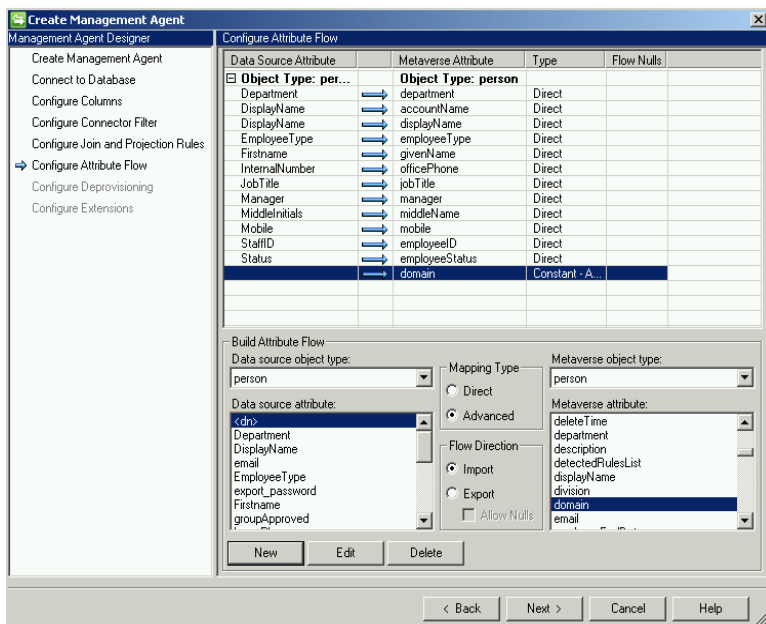 Create Management Agent
Management Agent Designer
Configure Attribute Flow
Create Management Agent
Connect to Database
Configure Columns
Configure Connector Filter
Configure Join and Projection Rules
Configure Attribute Flow
Configure Deprovisioning
Configure Extensions
Data Source Attribute Metaverse Attribute Type Flow Nulls
Object Type: per... Object Type: person
Department department Direct
DisplayName accountName Direct
DisplayName displayName Direct
EmployeeType employeeType Direct
Firstname givenName Direct
InternalNumber officePhone Direct
JobTitle jobTitle Direct
Manager manager Direct
MiddleInitials middleName Direct
Mobile mobile Direct
StaffID employeeID Direct
Status employeeStatus Direct
domain Constant - A...
Build Attribute Flow
Data source object type:
person
Data source attribute:
<dn>
Department
DisplayName
email
EmployeeType
export_password
Firstname
groupApproved
Mapping Type
Direct
Advanced
Flow Direction
Import
Export
Allow Nulls
Metaverse object type:
person
Metaverse attribute:
deleteTime
department
description
detectedRulesList
displayName
division
domain
email
New Edit Delete
< Back Next > Cancel Help